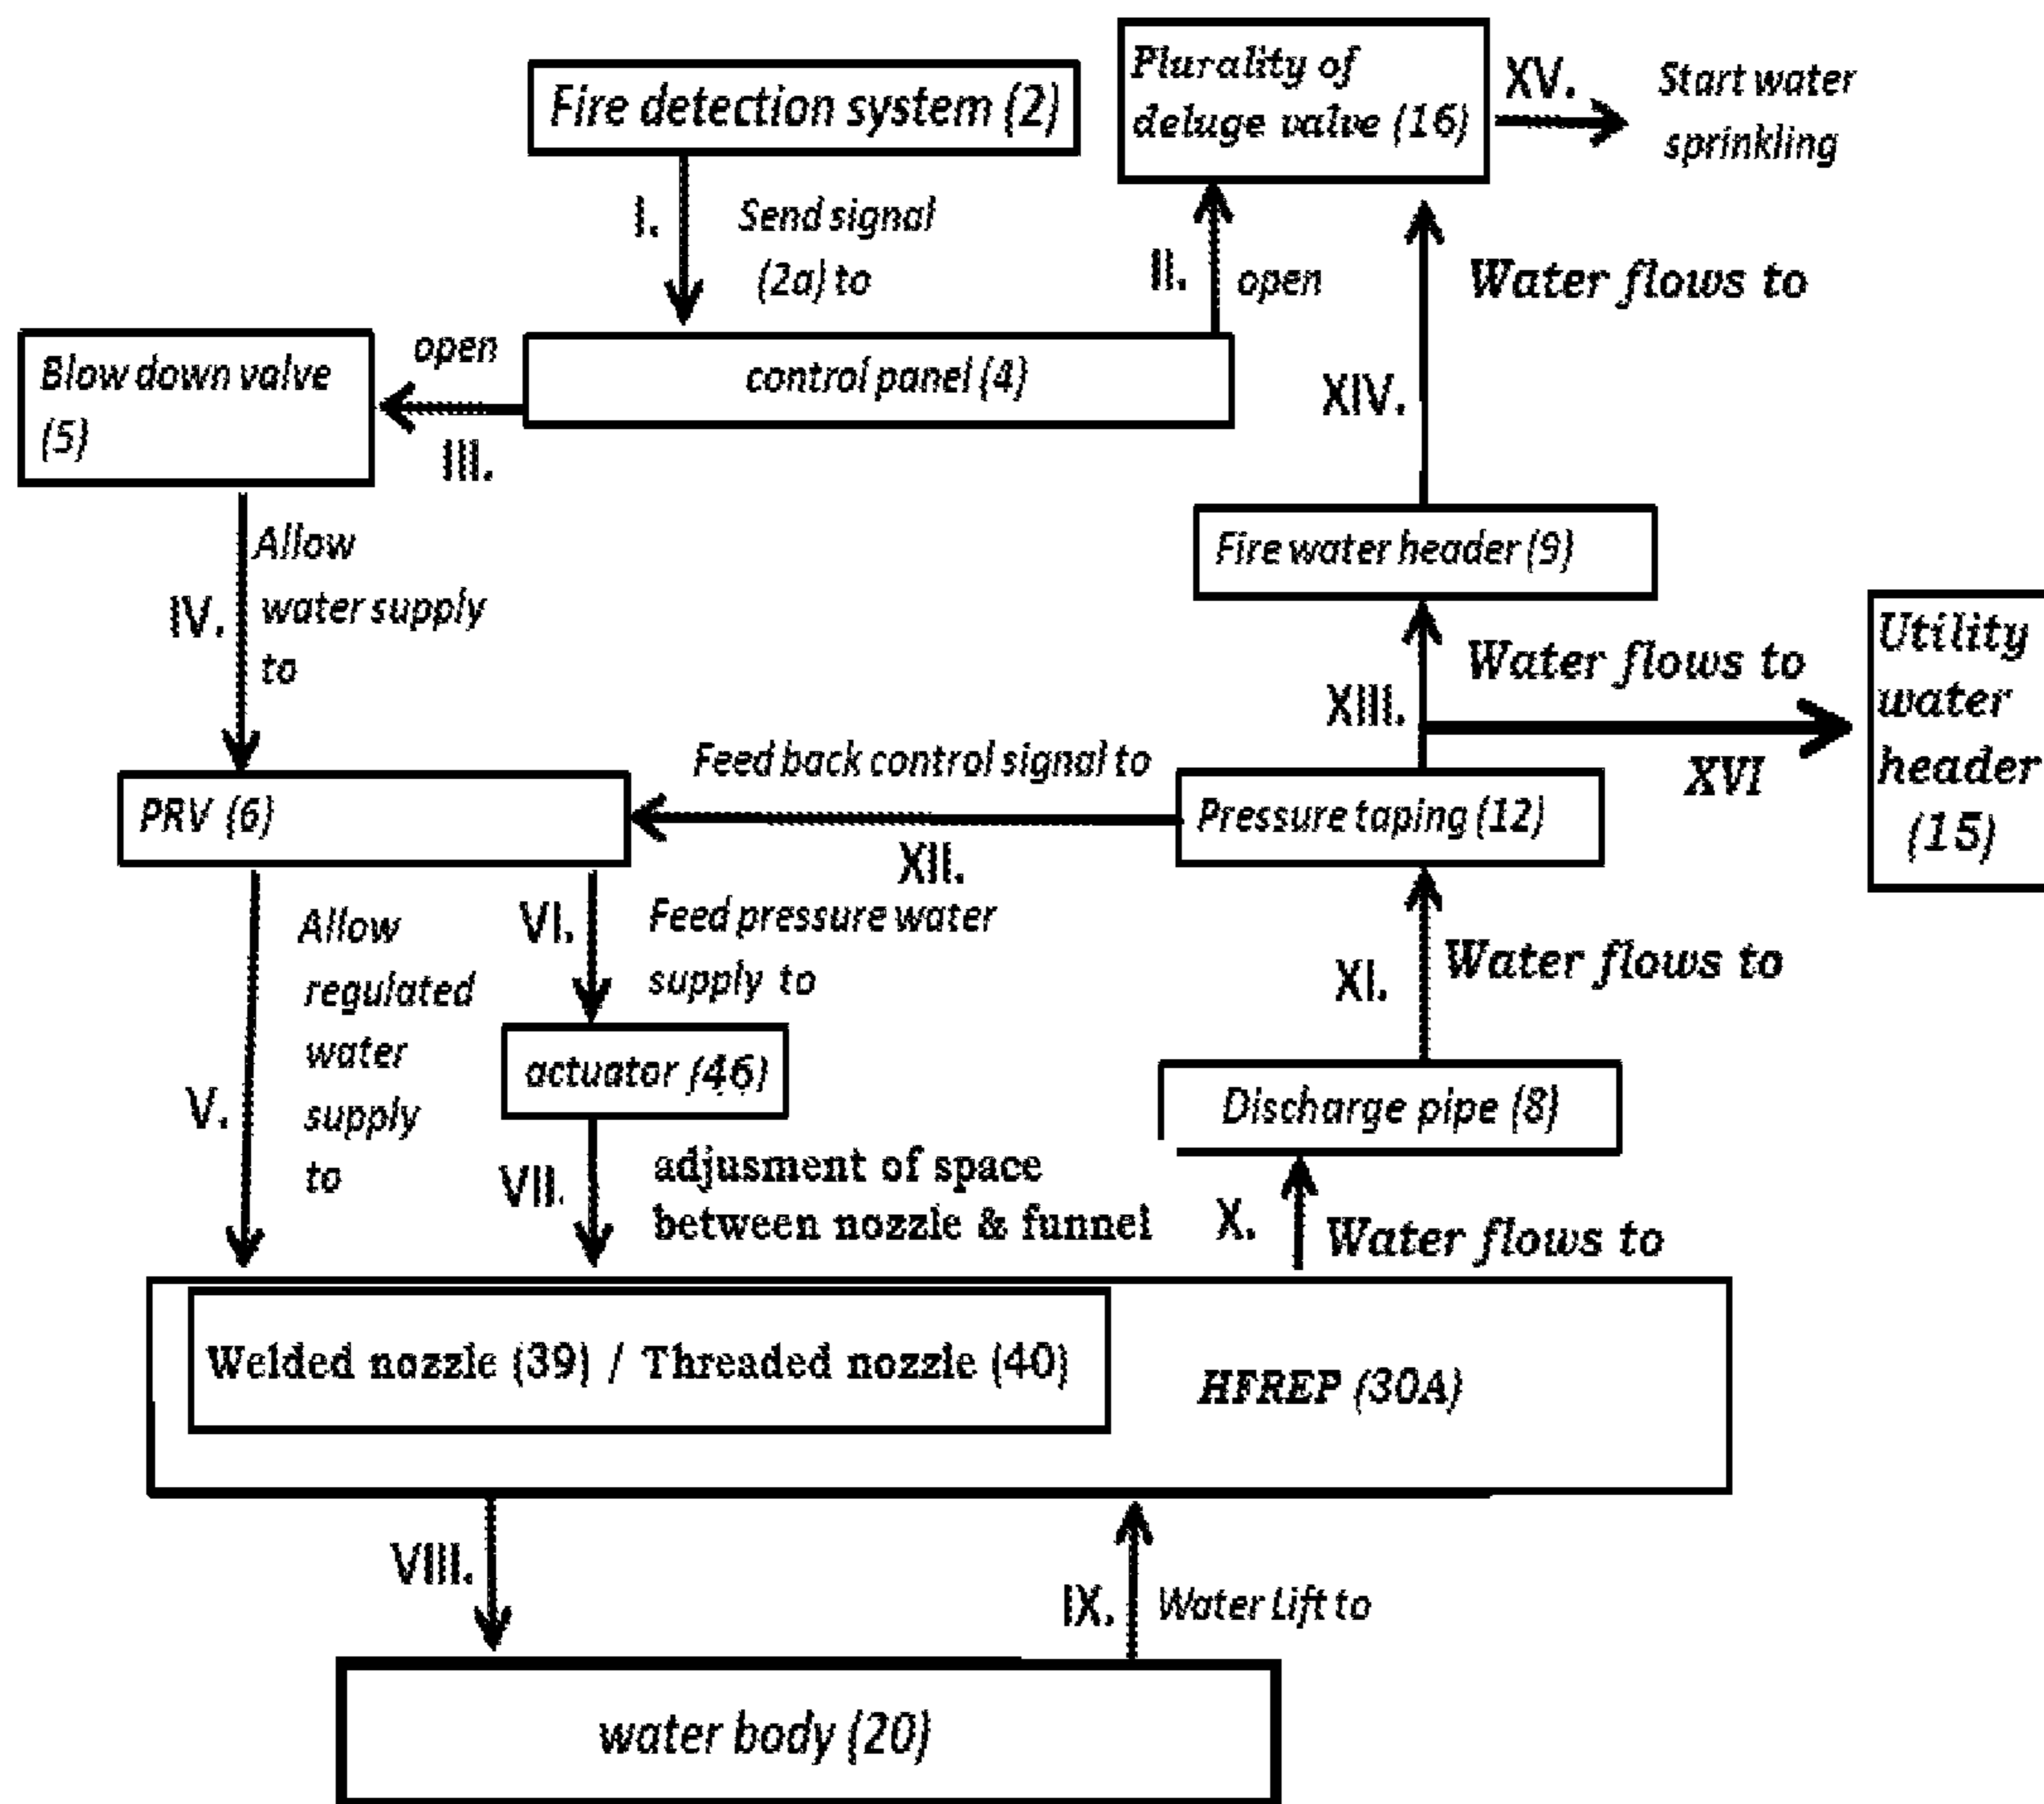 Fire detection system (2)
Plurality of
deluge valve (16)
XV.
Start water
sprinkling
I.
Send signal
(2a) to
II.
open
Water flows to
Blow down valve
(5)
open
III.
control panel (4)
XIV.
Fire water header (9)
IV.
Allow
water supply
to
XIII.
Water flows to
XVI
Utility
water
header
(15)
PRV (6)
Feed back control signal to
XII.
Pressure taping (12)
V.
Allow
regulated
water
supply
to
VI.
Feed pressure water
supply to
XI.
Water flows to
actuator (46)
Discharge pipe (8)
VII.
adjusment of space
between nozzle & funnel
X.
Water flows to
Welded nozzle (39) / Threaded nozzle (40)
HFREP (30A)
VIII.
IX.
Water Lift to
water body (20)